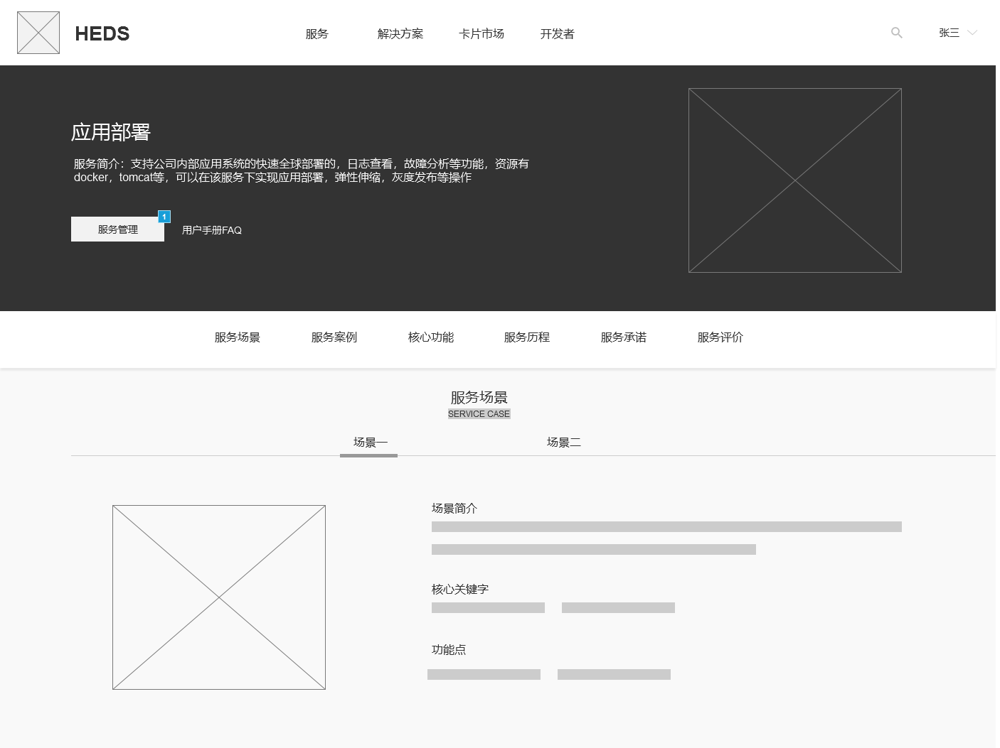 HEDS
服务
解决方案
卡片市场
开发者
张三
应用部署
服务简介：支持公司内部应用系统的快速全球部署的，日志查看，故障分析等功能，资源有
docker，tomcat等，可以在该服务下实现应用部署，弹性伸缩，灰度发布等操作
服务管理
1
用户手册FAQ
服务场景
服务案例
核心功能
服务历程
服务承诺
服务评价
服务场景
SERVICE CASE
场景一
场景二
场景简介
核心关键字
功能点